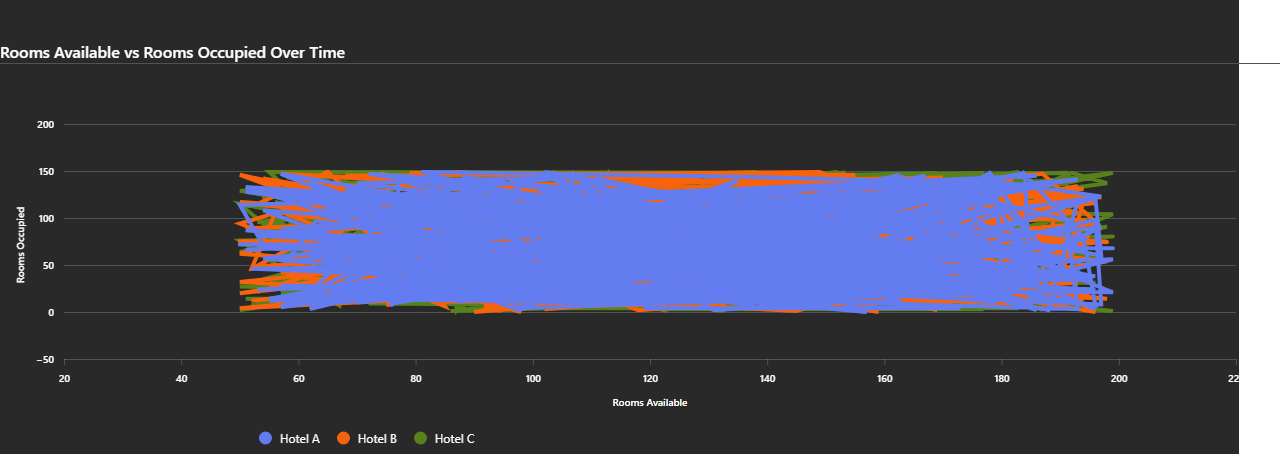 Rooms Available vs Rooms Occupied Over Time
200
150
100
50
0
−50
Rooms Occupied
20 40 60 80 100 120 140 160 180 200 22
Rooms Available
Hotel A Hotel B Hotel C